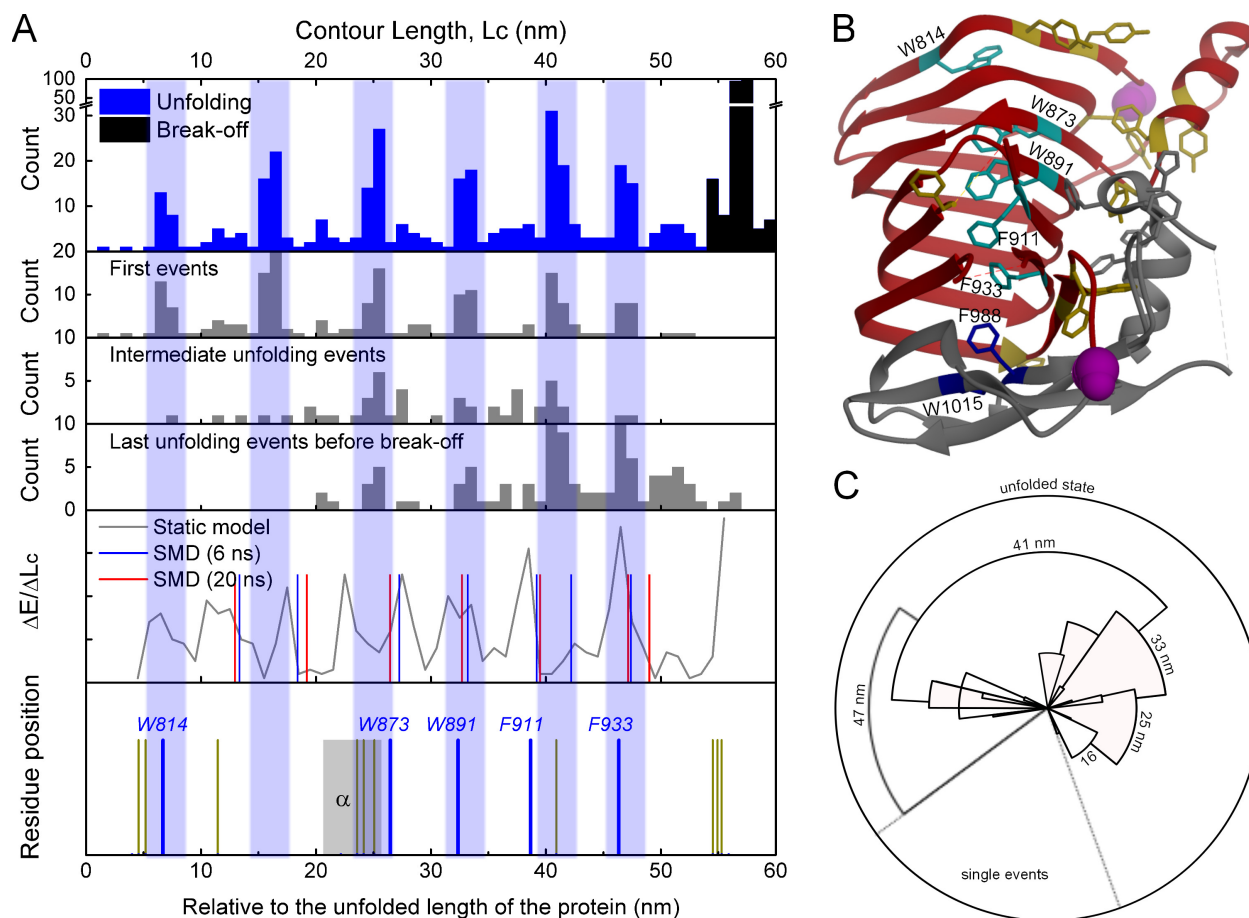 A
Contour Length, Lc (nm)
0 10 20 30 40 50 60
Count
100
50
30
20
10
Unfolding
Break-off
Count
20
10
First events
Count
10
5
Intermediate unfolding events
Count
10
5
0
Last unfolding events before break-off
ΔE/ΔLc
Static model
SMD (6 ns)
SMD (20 ns)
Residue position
W814 W873 W891 F911 F933
α
0 10 20 30 40 50 60
Relative to the unfolded length of the protein (nm)
B
W814
W873
W891
F911
F933
F988
W1015
C
unfolded state
41 nm
33 nm
47 nm
25 nm
16
single events